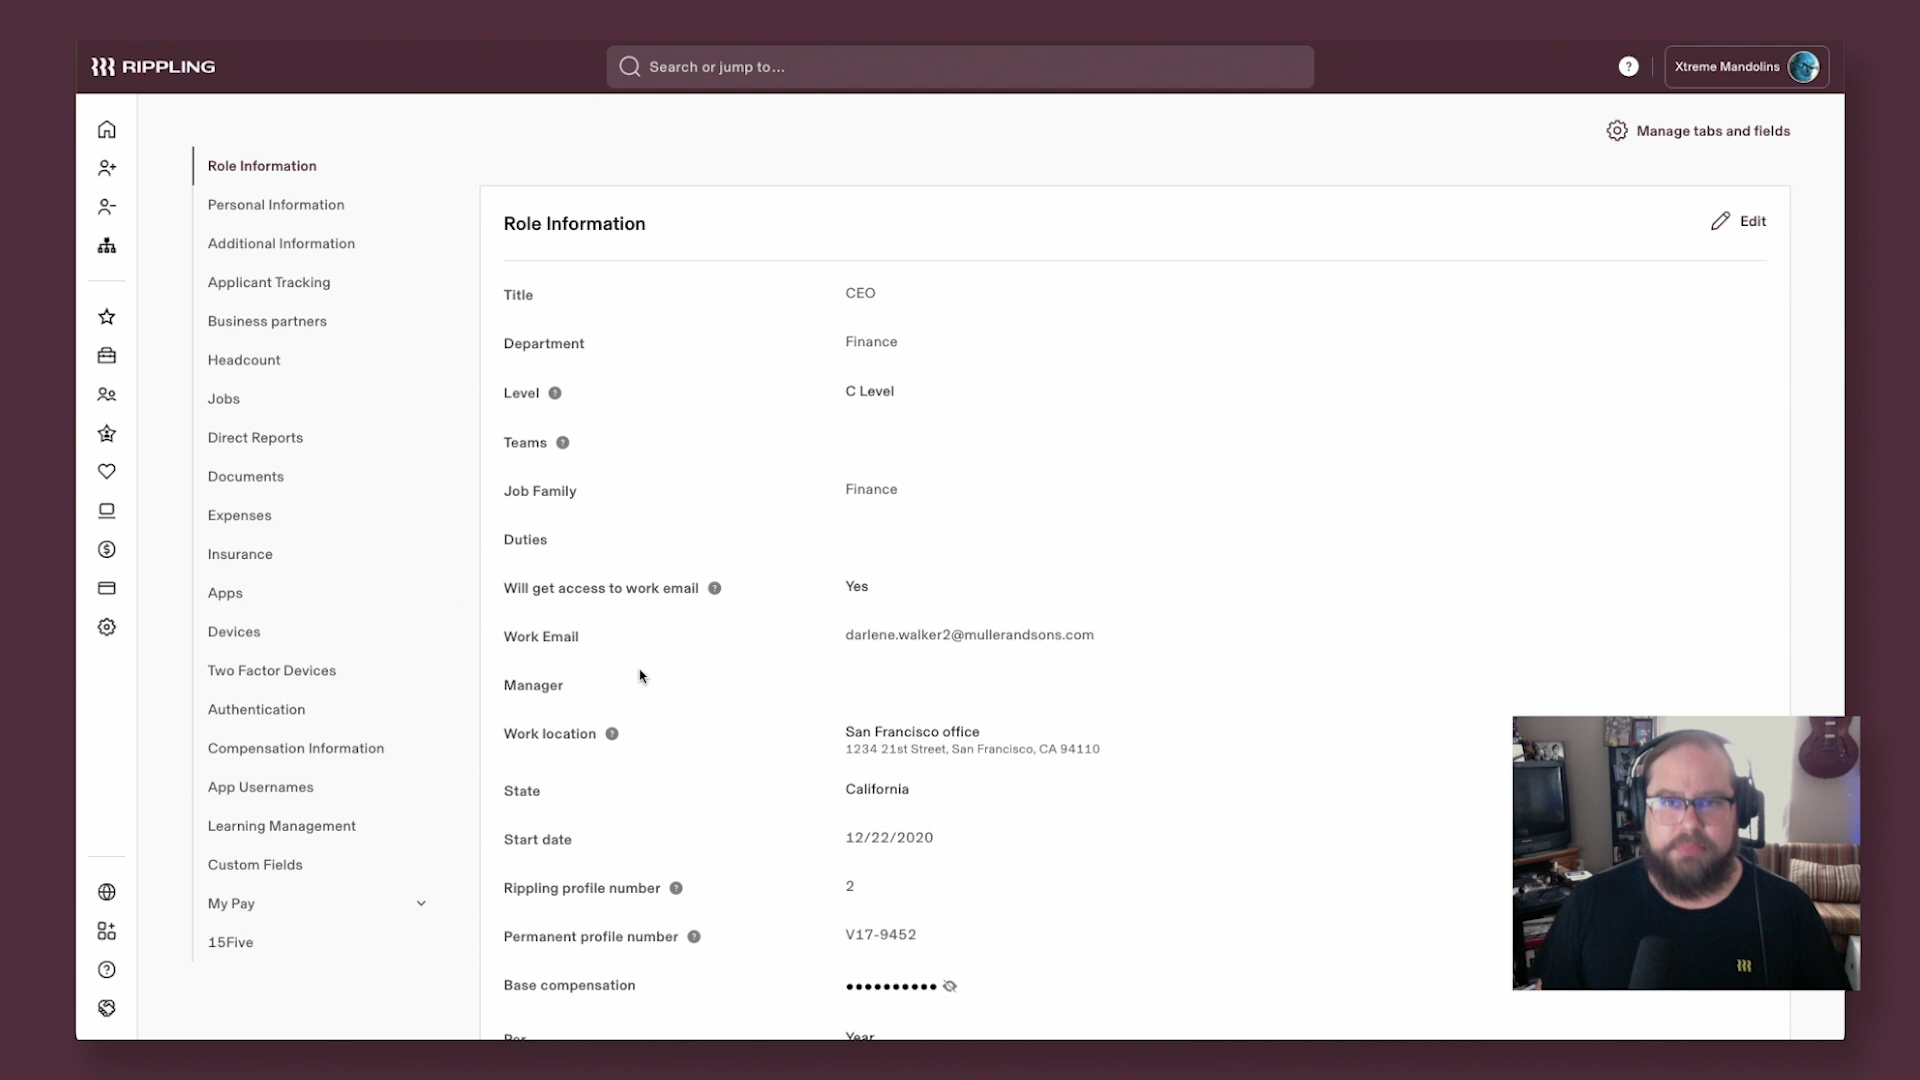 RIPPLING
Search or jump to...
?
Xtreme Mandolins
Manage tabs and fields
Role Information
Personal Information
Additional Information
Applicant Tracking
Business partners
Headcount
Jobs
Direct Reports
Documents
Expenses
Insurance
Apps
Devices
Two Factor Devices
Authentication
Compensation Information
App Usernames
Learning Management
Custom Fields
My Pay
15Five
Role Information
Edit
Title CEO
Department Finance
Level ? C Level
Teams ?
Job Family Finance
Duties
Will get access to work email ? Yes
Work Email darlene.walker2@mullerandsons.com
Manager
Work location ? San Francisco office
1234 21st Street, San Francisco, CA 94110
State California
Start date 12/22/2020
Rippling profile number ? 2
Permanent profile number ? V17-9452
Base compensation ••••••••••
Per Year